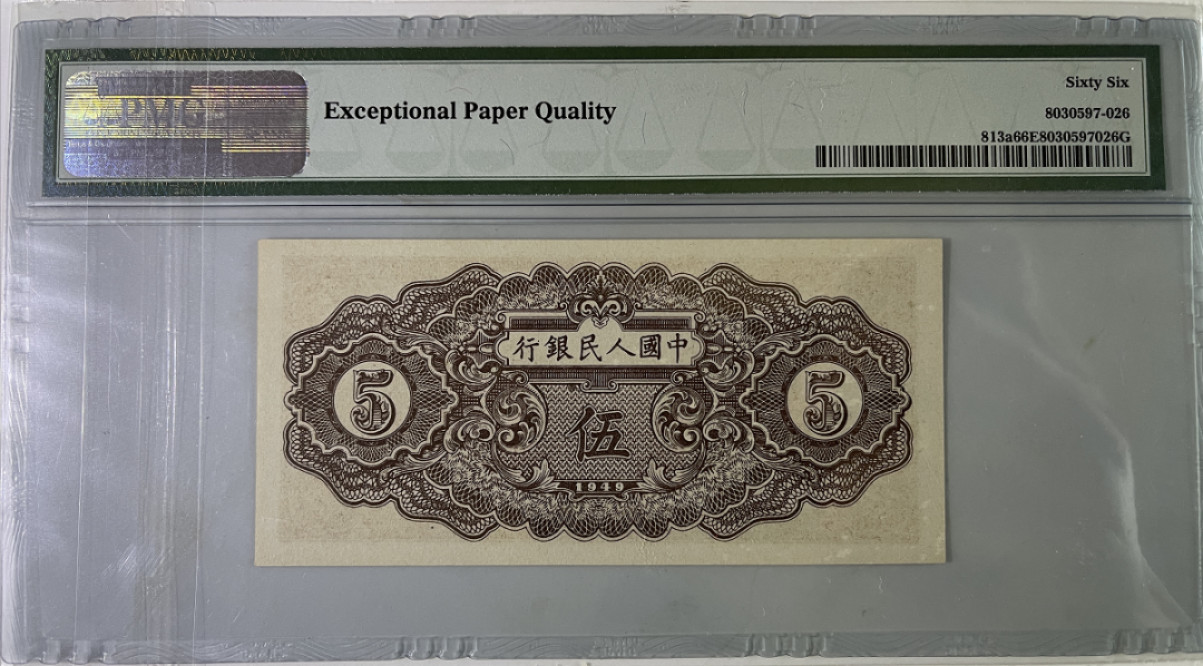 PMG
Exceptional Paper Quality
Sixty Six
8030597-026
813a66E8030597026G
行銀民人國中
5
伍
5
1949